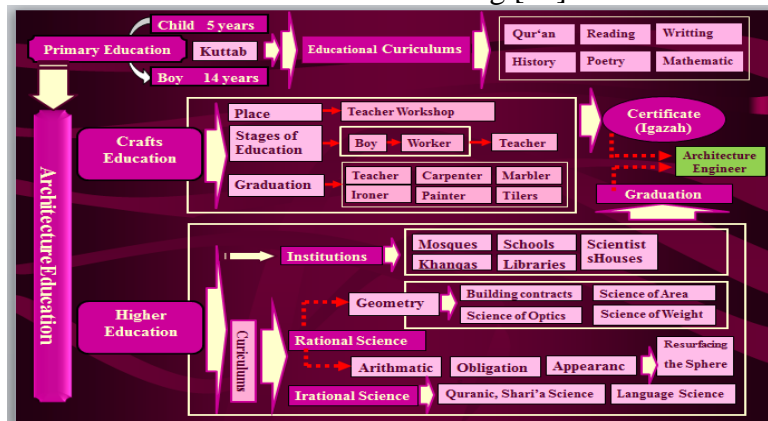 Child 5 years
Primary Education
Kuttab
Boy 14 years
Educational Curiculums
Qur‘an Reading Writting
History Poetry Mathematic
Architecture Education
Crafts
Education
Place
Teacher Workshop
Stages of
Education
Boy
Worker
Teacher
Graduation
Teacher Carpenter Marbler
Ironer Painter Tilers
Certificate
(Igazah)
Architecture
Engineer
Graduation
Higher
Education
Institutions
Mosques Schools Scientist
Khanqas Libraries sHouses
Curiculums
Geometry
Building contracts Science of Area
Science of Optics Science of Weight
Rational Science
Arithmatic Obligation Appearanc
Resurfacing
the Sphere
Irational Science
Quranic, Shari’a Science Language Science